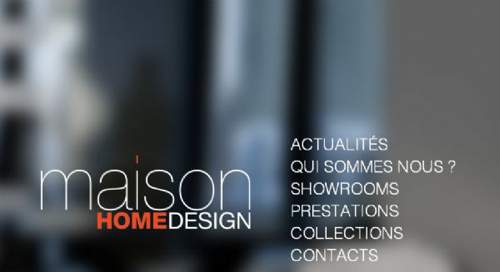 maison
HOMEDESIGN
ACTUALITÉS
QUI SOMMES NOUS ?
SHOWROOMS
PRESTATIONS
COLLECTIONS
CONTACTS